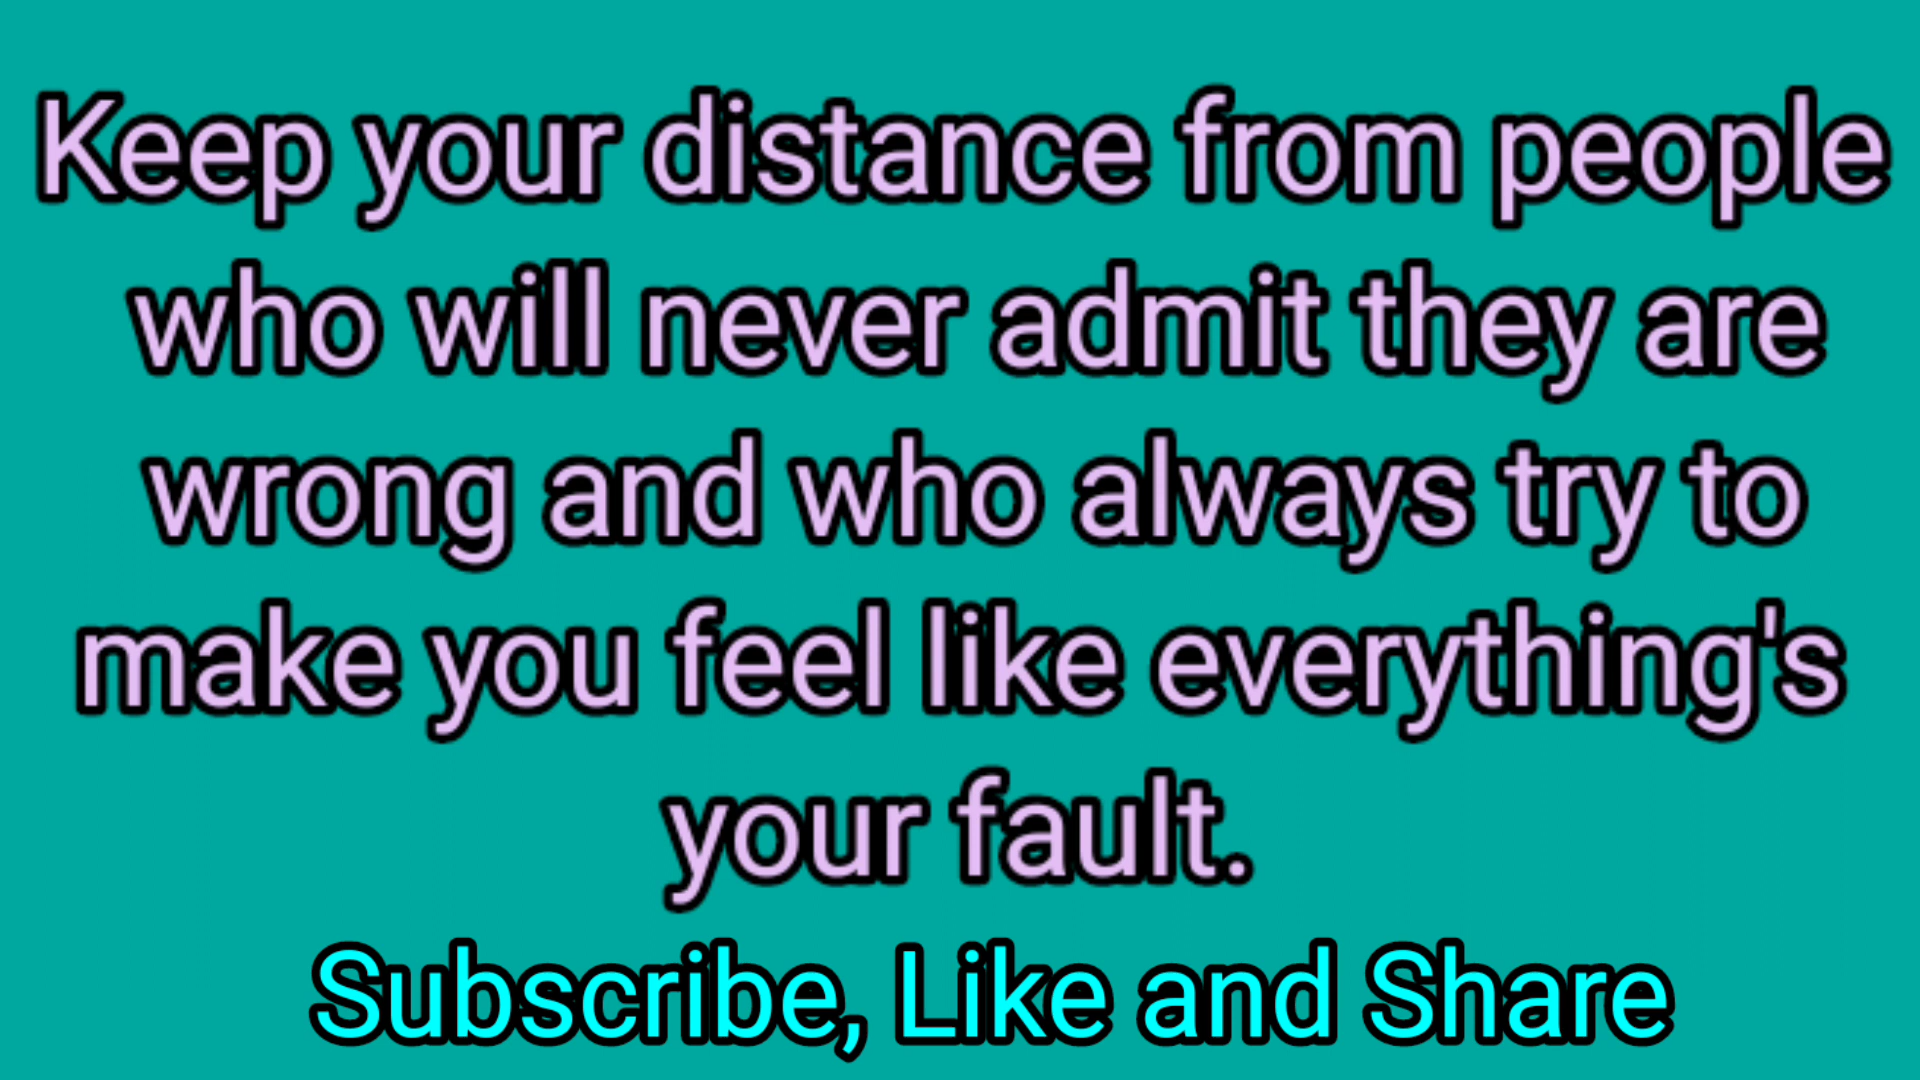 Keep your distance from people
who will never admit they are
wrong and who always try to
make you feel like everything's
your fault.
Subscribe, Like and Share